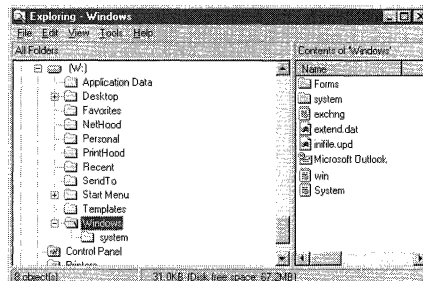 Exploring - Windows
File Edit View Tools Help
All Folders
Contents of 'Windows'
(W:)
Application Data
Desktop
Favorites
NetHood
Personal
PrintHood
Recent
SendTo
Start Menu
Templates
Windows
system
Control Panel
Printers
Name
Forms
system
exchng
extend.dat
inifile.upd
Microsoft Outlook.
win
System
8 object(s)
31.0KB (Disk free space: 67.2MB)